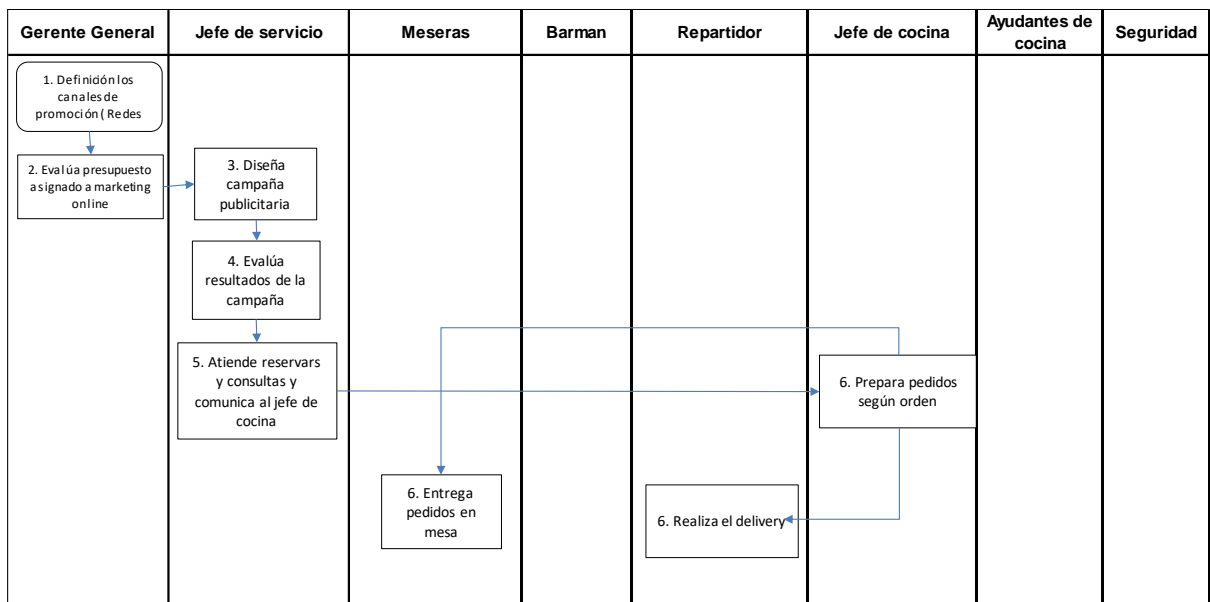 Gerente General
Jefe de servicio
Meseras
Barman
Repartidor
Jefe de cocina
Ayudantes de
cocina
Seguridad
1. Definición los
canales de
promoción ( Redes
2. Evalúa presupuesto
asignado a marketing
online
3. Diseña
campaña
publicitaria
4. Evalúa
resultados de la
campaña
5. Atiende reservars
y consultas y
comunica al jefe de
cocina
6. Prepara pedidos
según orden
6. Entrega
pedidos en
mesa
6. Realiza el delivery